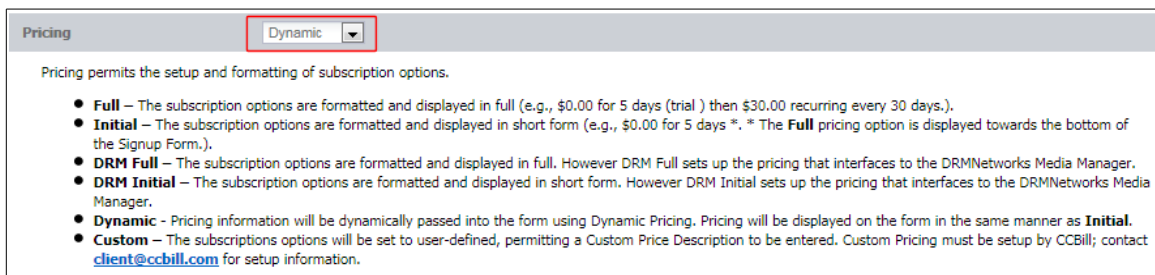 Pricing Dynamic
Pricing permits the setup and formatting of subscription options.
● Full – The subscription options are formatted and displayed in full (e.g., $0.00 for 5 days (trial ) then $30.00 recurring every 30 days.).
● Initial – The subscription options are formatted and displayed in short form (e.g., $0.00 for 5 days *. * The Full pricing option is displayed towards the bottom of
the Signup Form.).
● DRM Full – The subscription options are formatted and displayed in full. However DRM Full sets up the pricing that interfaces to the DRMNetworks Media Manager.
● DRM Initial – The subscription options are formatted and displayed in short form. However DRM Initial sets up the pricing that interfaces to the DRMNetworks Media
Manager.
● Dynamic - Pricing information will be dynamically passed into the form using Dynamic Pricing. Pricing will be displayed on the form in the same manner as Initial.
● Custom – The subscriptions options will be set to user-defined, permitting a Custom Price Description to be entered. Custom Pricing must be setup by CCBill; contact
client@ccbill.com for setup information.